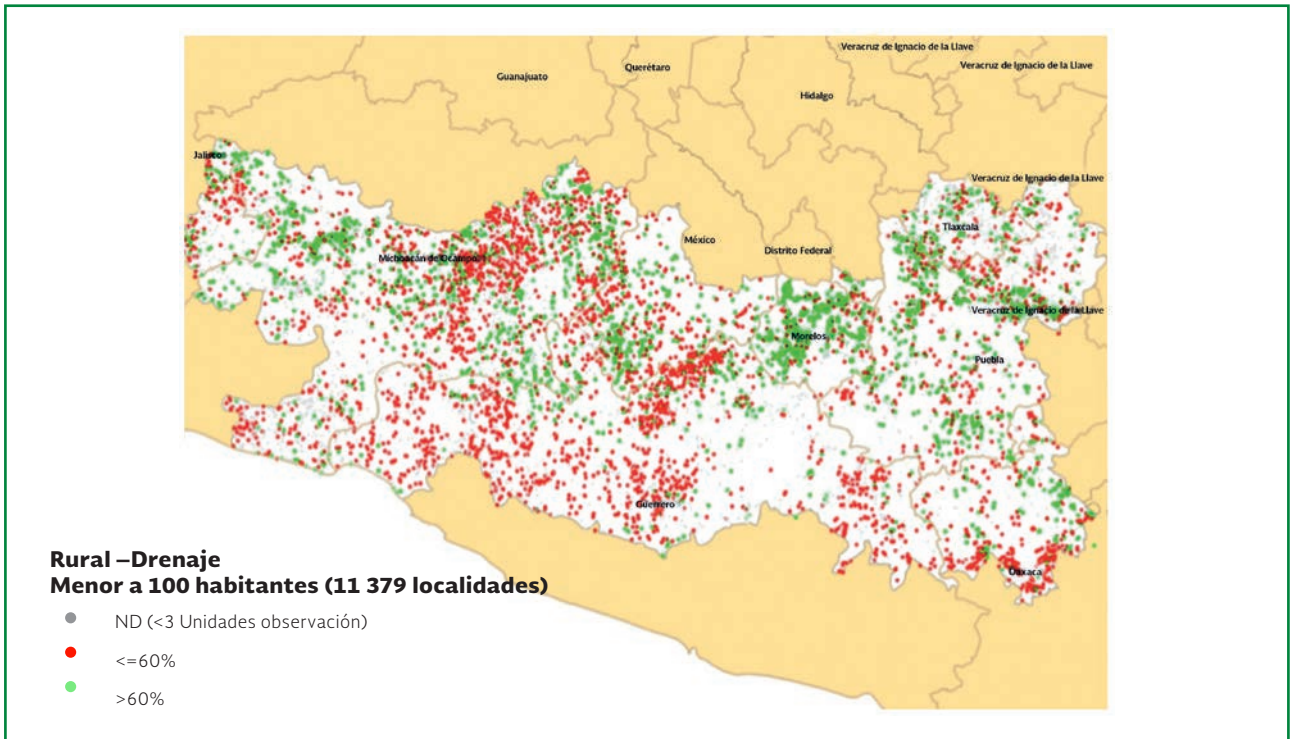 Veracruz de Ignacio de la Llave
Querétaro
Veracruz de Ignacio de la Llave
Guanajuato
Hidalgo
Jalisco
Veracruz de Ignacio de la Llave
Tlaxcala
México
Distrito Federal
Michoacán de Ocampo
Veracruz de Ignacio de la Llave
Morelos
Puebla
Guerrero
Oaxaca
Rural –Drenaje
Menor a 100 habitantes (11 379 localidades)
ND (<3 Unidades observación)
<=60%
>60%